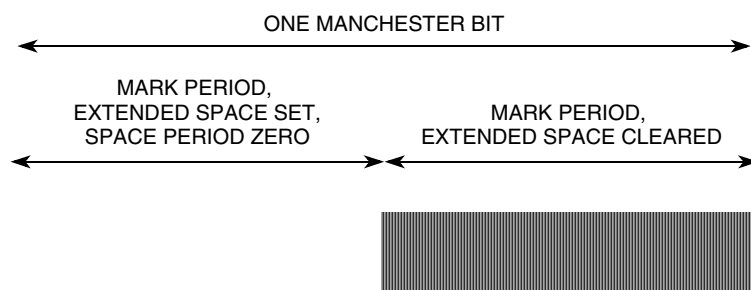 ONE MANCHESTER BIT
MARK PERIOD,
EXTENDED SPACE SET,
SPACE PERIOD ZERO
MARK PERIOD,
EXTENDED SPACE CLEARED